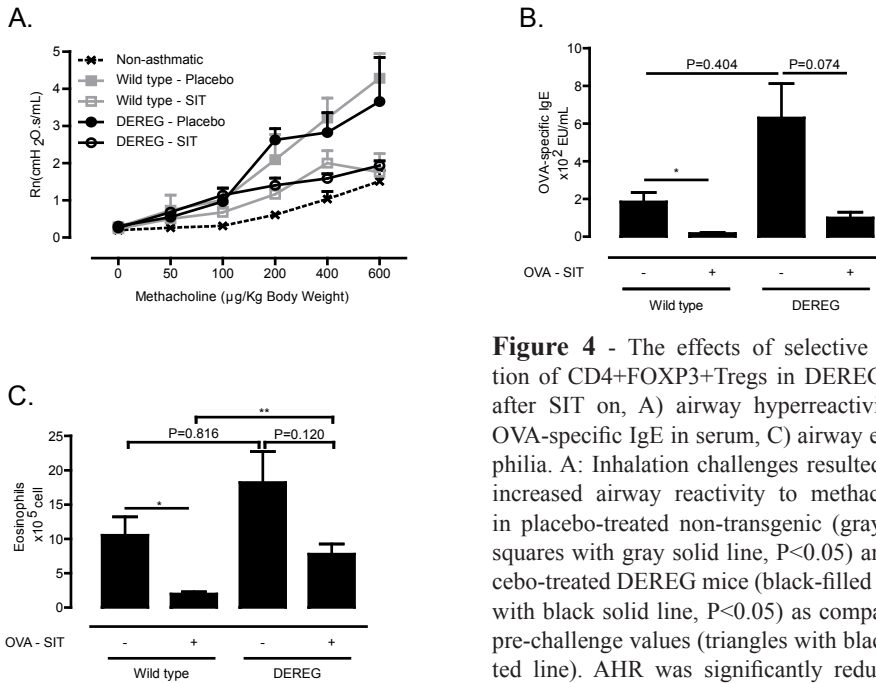 A.
5
4
3
2
1
0
Rn(cmH 2O.s/mL)
Non-asthmatic
Wild type - Placebo
Wild type - SIT
DEREG - Placebo
DEREG - SIT
0 50 100 200 400 600
Methacholine (µg/Kg Body Weight)
B.
10
8
6
4
2
0
OVA-specific IgE
x10² EU/mL
P=0.404
P=0.074
*
OVA - SIT - + - +
Wild type DEREG
C.
25
20
15
10
5
0
Eosinophils
x10⁵ cell
**
P=0.816
P=0.120
*
OVA - SIT - + - +
Wild type DEREG
Figure 4 - The effects of selective
tion of CD4+FOXP3+Tregs in DEREG
after SIT on, A) airway hyperreactivi
OVA-specific IgE in serum, C) airway e
philia. A: Inhalation challenges resulted
increased airway reactivity to methac
in placebo-treated non-transgenic (gray
squares with gray solid line, P<0.05) an
cebo-treated DEREG mice (black-filled
with black solid line, P<0.05) as compa
pre-challenge values (triangles with blac
ted line). AHR was significantly redu